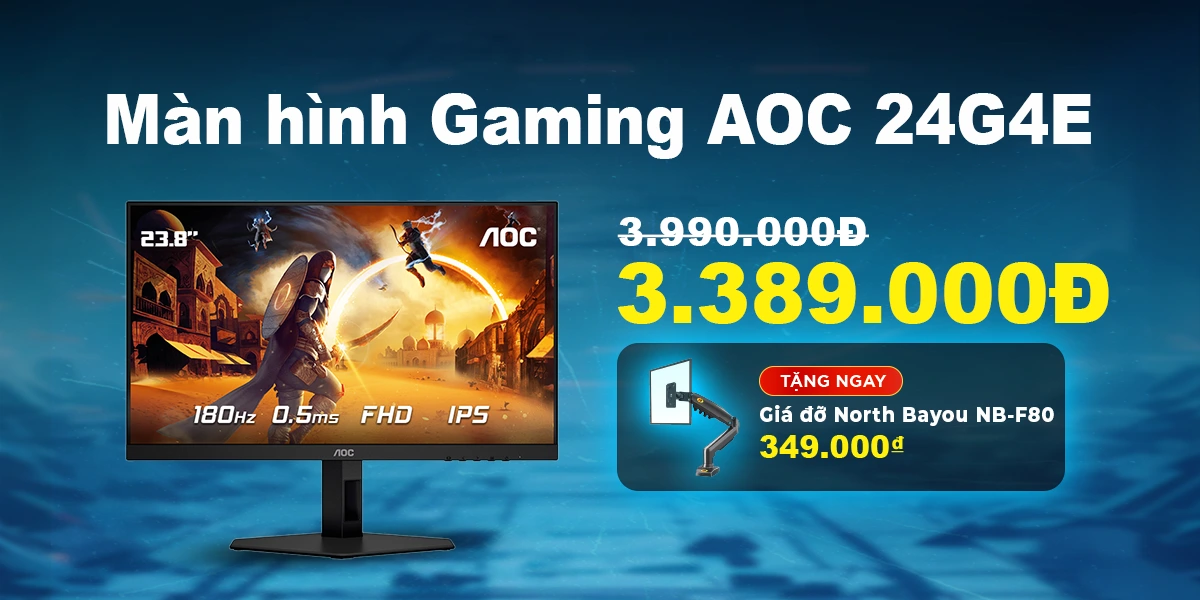 Màn hình Gaming AOC 24G4E
23.8”
AOC
180Hz 0.5ms FHD IPS
AOC
3.990.000Đ
3.389.000Đ
TẶNG NGAY
Giá đỡ North Bayou NB-F80
349.000₫